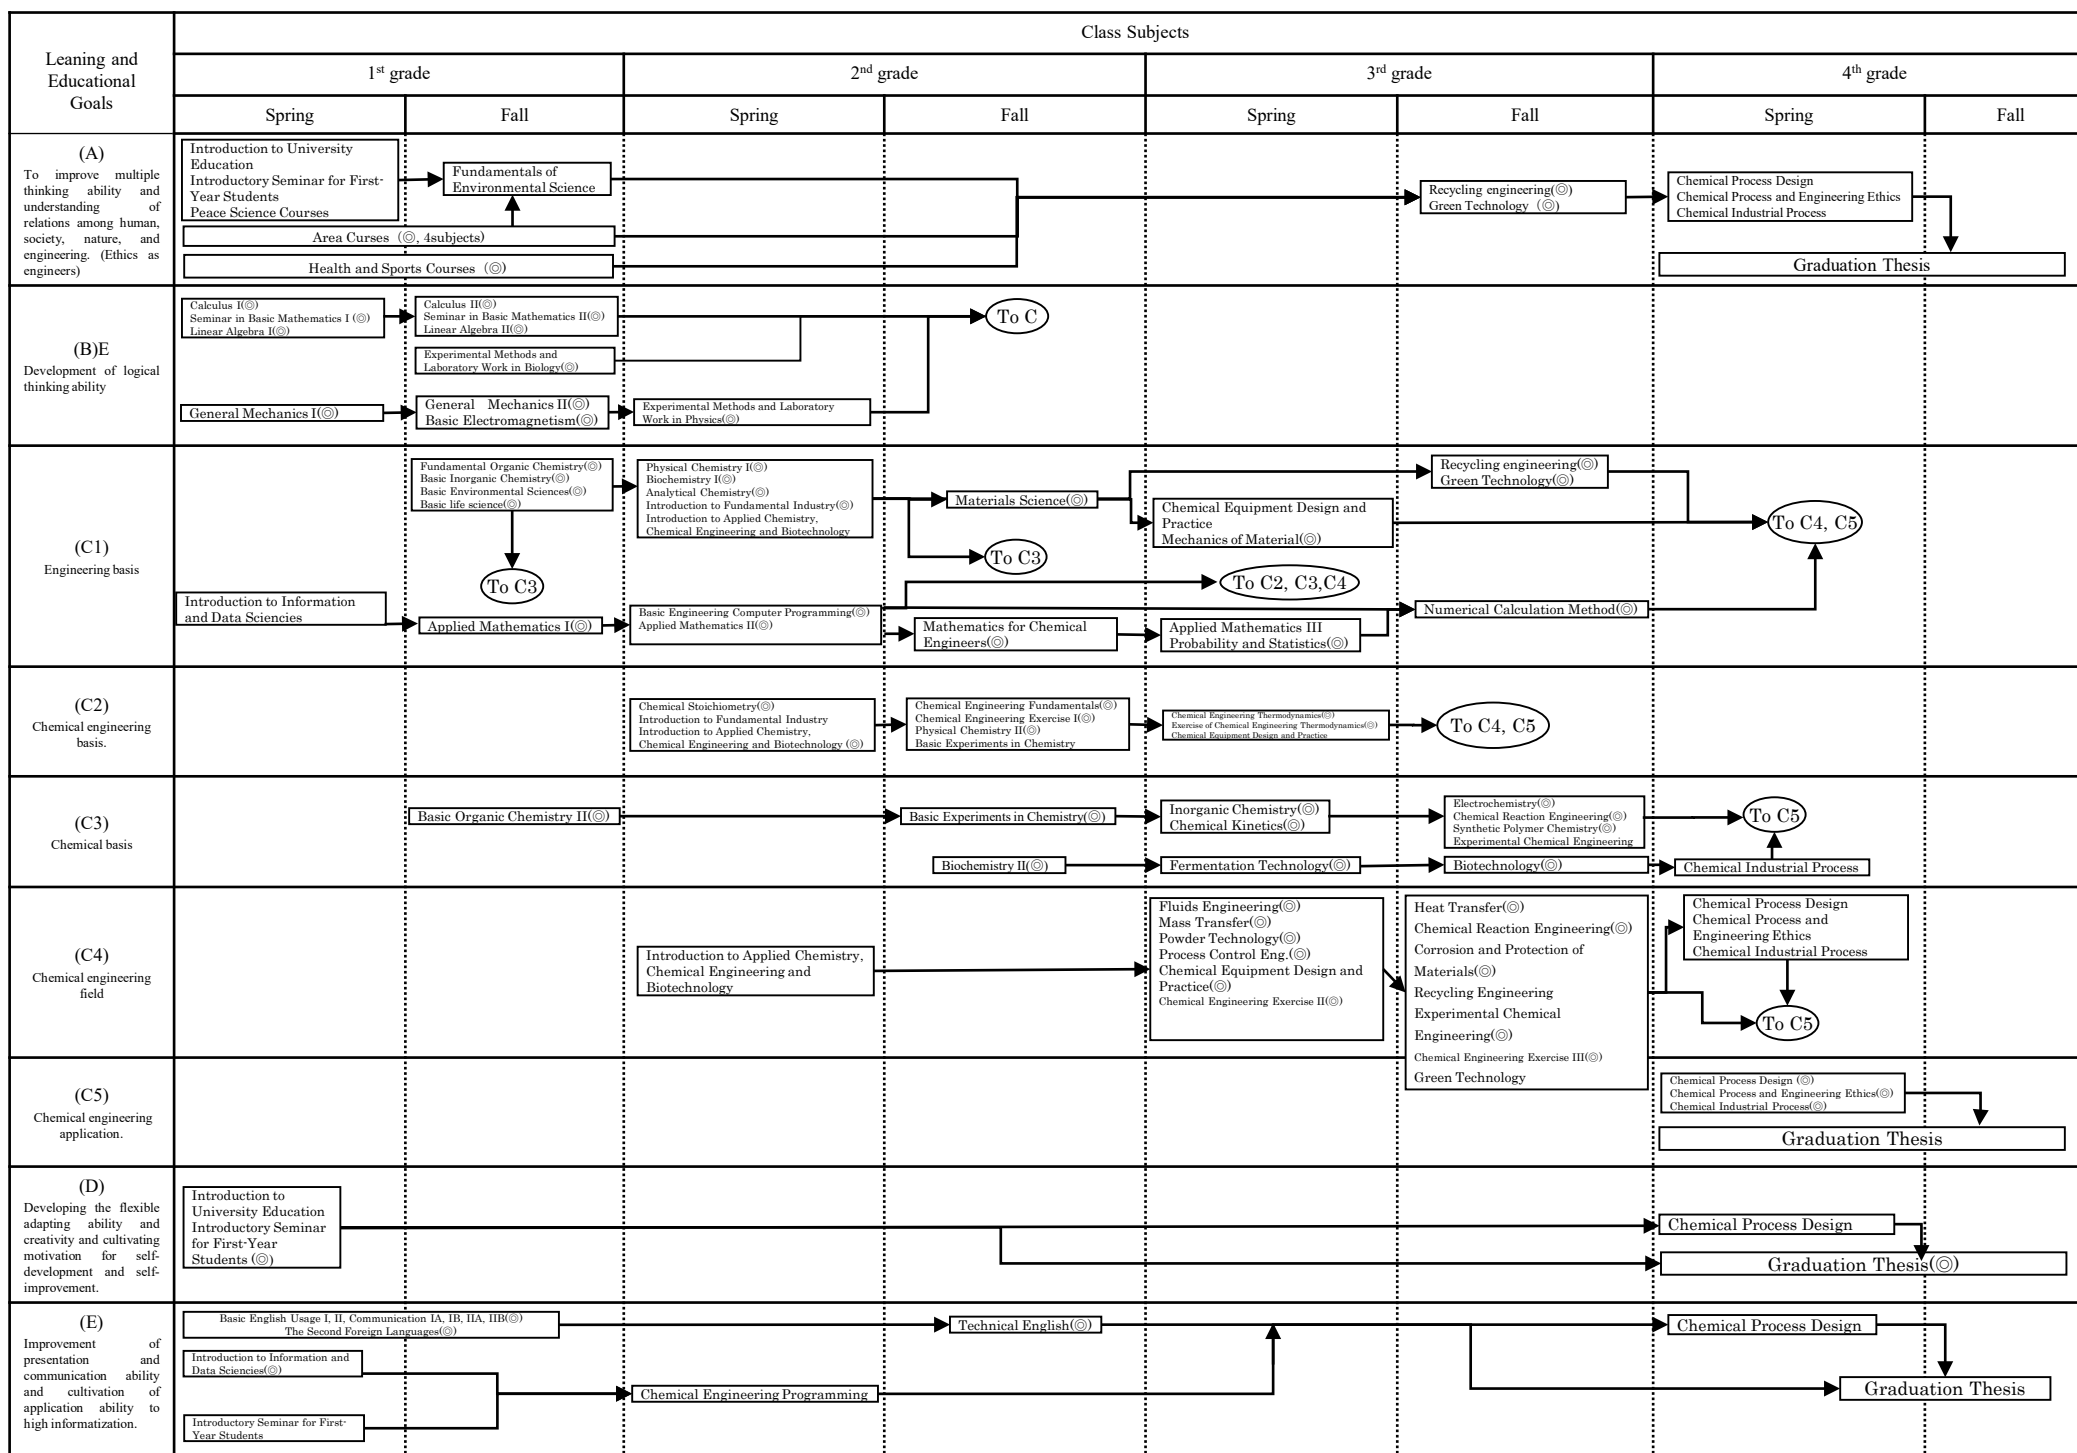 Class Subjects
Leaning and
Educational
Goals
1st grade
2nd grade
3rd grade
4th grade
Spring
Fall
Spring
Fall
Spring
Fall
Spring
Fall
(A)
To improve multiple
thinking ability and
understanding of
relations among human,
society, nature, and
engineering. (Ethics as
engineers)
Introduction to University
Education
Introductory Seminar for First-
Year Students
Peace Science Courses
Fundamentals of
Environmental Science
Area Curses (◎, 4subjects)
Health and Sports Courses (◎)
Recycling engineering(◎)
Green Technology (◎)
Chemical Process Design
Chemical Process and Engineering Ethics
Chemical Industrial Process
Graduation Thesis
(B)E
Development of logical
thinking ability
Calculus I(◎)
Seminar in Basic Mathematics I (◎)
Linear Algebra I(◎)
Calculus II(◎)
Seminar in Basic Mathematics II(◎)
Linear Algebra II(◎)
To C
Experimental Methods and
Laboratory Work in Biology(◎)
General Mechanics I(◎)
General Mechanics II(◎)
Basic Electromagnetism(◎)
Experimental Methods and Laboratory
Work in Physics(◎)
(C1)
Engineering basis
Fundamental Organic Chemistry(◎)
Basic Inorganic Chemistry(◎)
Basic Environmental Sciences(◎)
Basic life science(◎)
Physical Chemistry I(◎)
Biochemistry I(◎)
Analytical Chemistry(◎)
Introduction to Fundamental Industry(◎)
Introduction to Applied Chemistry,
Chemical Engineering and Biotechnology
Materials Science(◎)
Chemical Equipment Design and
Practice
Mechanics of Material(◎)
Recycling engineering(◎)
Green Technology(◎)
To C4, C5
To C3
To C3
To C2, C3,C4
Introduction to Information
and Data Sciencies
Applied Mathematics I(◎)
Basic Engineering Computer Programming(◎)
Applied Mathematics II(◎)
Mathematics for Chemical
Engineers(◎)
Applied Mathematics III
Probability and Statistics(◎)
Numerical Calculation Method(◎)
(C2)
Chemical engineering
basis.
Chemical Stoichiometry(◎)
Introduction to Fundamental Industry
Introduction to Applied Chemistry,
Chemical Engineering and Biotechnology (◎)
Chemical Engineering Fundamentals(◎)
Chemical Engineering Exercise I(◎)
Physical Chemistry II(◎)
Basic Experiments in Chemistry
Chemical Engineering Thermodynamics(◎)
Exercise of Chemical Engineering Thermodynamics(◎)
Chemical Equipment Design and Practice
To C4, C5
(C3)
Chemical basis
Basic Organic Chemistry II(◎)
Basic Experiments in Chemistry(◎)
Inorganic Chemistry(◎)
Chemical Kinetics(◎)
Electrochemistry(◎)
Chemical Reaction Engineering(◎)
Synthetic Polymer Chemistry(◎)
Experimental Chemical Engineering
To C5
Biochemistry II(◎)
Fermentation Technology(◎)
Biotechnology(◎)
Chemical Industrial Process
(C4)
Chemical engineering
field
Introduction to Applied Chemistry,
Chemical Engineering and
Biotechnology
Fluids Engineering(◎)
Mass Transfer(◎)
Powder Technology(◎)
Process Control Eng.(◎)
Chemical Equipment Design and
Practice(◎)
Chemical Engineering Exercise II(◎)
Heat Transfer(◎)
Chemical Reaction Engineering(◎)
Corrosion and Protection of
Materials(◎)
Recycling Engineering
Experimental Chemical
Engineering(◎)
Chemical Engineering Exercise III(◎)
Green Technology
Chemical Process Design
Chemical Process and
Engineering Ethics
Chemical Industrial Process
To C5
(C5)
Chemical engineering
application.
Chemical Process Design (◎)
Chemical Process and Engineering Ethics(◎)
Chemical Industrial Process(◎)
Graduation Thesis
(D)
Developing the flexible
adapting ability and
creativity and cultivating
motivation for self-
development and self-
improvement.
Introduction to
University Education
Introductory Seminar
for First-Year
Students (◎)
Chemical Process Design
Graduation Thesis(◎)
(E)
Improvement of
presentation and
communication ability
and cultivation of
application ability to
high informatization.
Basic English Usage I, II, Communication IA, IB, IIA, IIB(◎)
The Second Foreign Languages(◎)
Technical English(◎)
Chemical Process Design
Introduction to Information and
Data Sciencies(◎)
Chemical Engineering Programming
Graduation Thesis
Introductory Seminar for First-
Year Students